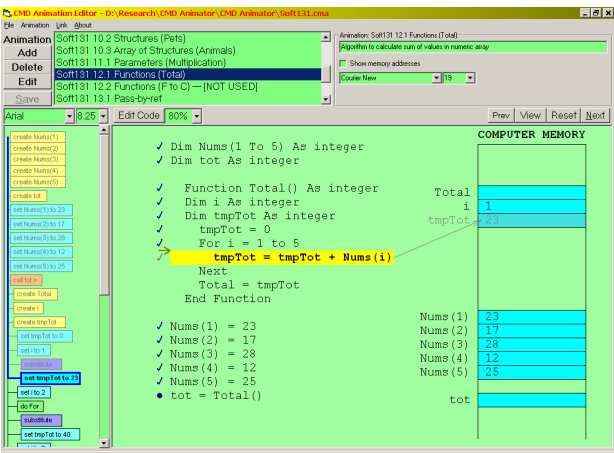 CMD Animation Editor - D:\Research\CMD Animator\CMD Animator\Soft131.cma
File Animation Link About
Animation
Add
Delete
Edit
Save
Soft131 10.2 Structures (Pets)
Soft131 10.3 Array of Structures (Animals)
Soft131 11.1 Parameters (Multiplication)
Soft131 12.1 Functions (Total)
Soft131 12.2 Functions (F to C) — [NOT USED]
Soft131 13.1 Pass-by-ref
Animation: Soft131 12.1 Functions (Total)
Algorithm to calculate sum of values in numeric array
Show memory addresses
Courier New 19
Arial 8.25 Edit Code 80% Prev View Reset Next
create Nums(1)
create Nums(2)
create Nums(3)
create Nums(4)
create Nums(5)
create tot
set Nums(1) to 23
set Nums(2) to 17
set Nums(3) to 28
set Nums(4) to 12
set Nums(5) to 25
call tot =
create Total
create i
create tmpTot
set tmpTot to 0
set i to 1
substitute
set tmpTot to 23
set i to 2
do For
substitute
set tmpTot to 40
Dim Nums(1 To 5) As integer
Dim tot As integer
Function Total() As integer
Dim i As integer
Dim tmpTot As integer
tmpTot = 0
For i = 1 to 5
tmpTot = tmpTot + Nums(i)
Next
Total = tmpTot
End Function
Nums(1) = 23
Nums(2) = 17
Nums(3) = 28
Nums(4) = 12
Nums(5) = 25
tot = Total()
COMPUTER MEMORY
Total
i 1
tmpTot 23
Nums(1) 23
Nums(2) 17
Nums(3) 28
Nums(4) 12
Nums(5) 25
tot